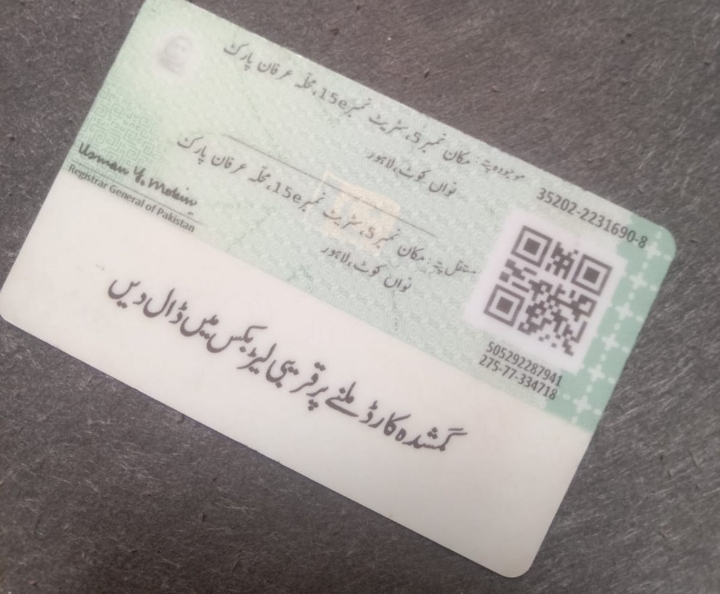 35202-2231690-8
موجودہ پتہ: مکان نمبر 5، سٹریٹ نمبر 15e، محلہ عرفان پارک
نواں کوٹ، لاہور
مستقل پتہ: مکان نمبر 5، سٹریٹ نمبر 15e، محلہ عرفان پارک
نواں کوٹ، لاہور
Usman Y. Mobin
Registrar General of Pakistan
505292287941
275-77-334718
گمشدہ کارڈ ملنے پر قریبی لیٹر بکس میں ڈال دیں